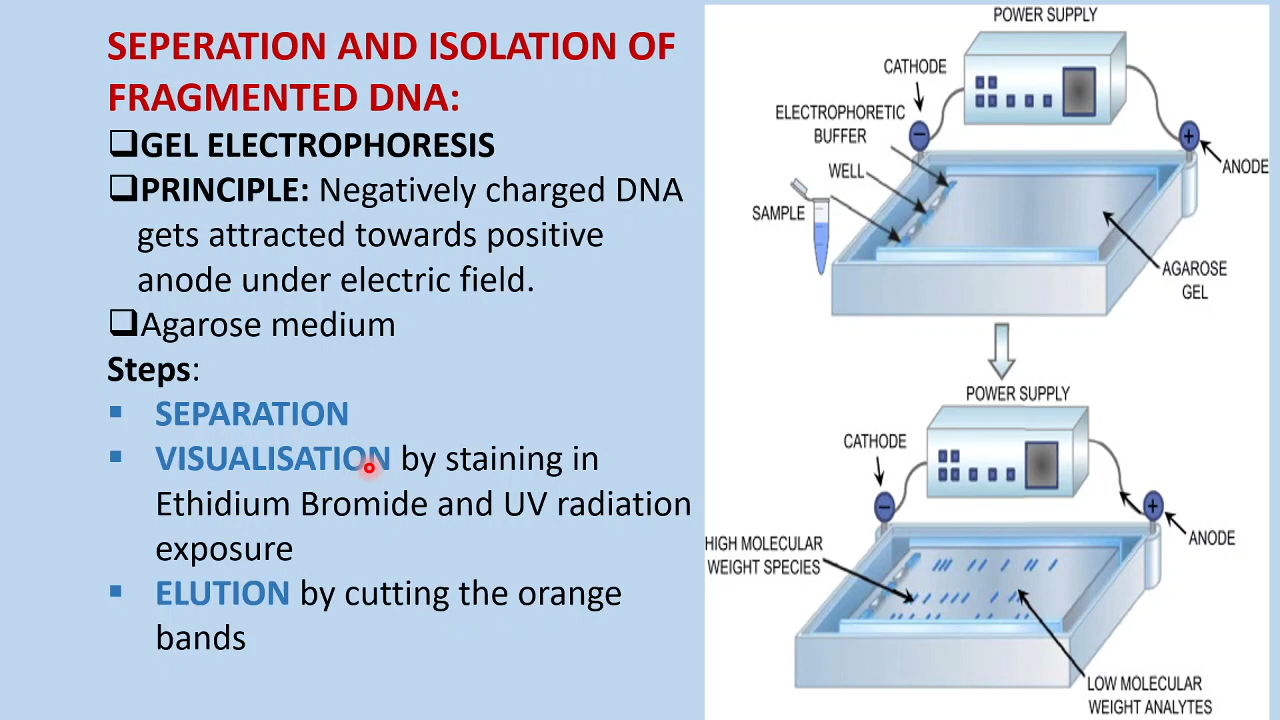 SEPERATION AND ISOLATION OF
FRAGMENTED DNA:
GEL ELECTROPHORESIS
PRINCIPLE: Negatively charged DNA
gets attracted towards positive
anode under electric field.
Agarose medium
Steps:
SEPARATION
VISUALISATION by staining in
Ethidium Bromide and UV radiation
exposure
ELUTION by cutting the orange
bands
POWER SUPPLY
CATHODE
ELECTROPHORETIC
BUFFER
WELL
SAMPLE
ANODE
AGAROSE
GEL
POWER SUPPLY
CATHODE
ANODE
HIGH MOLECULAR
WEIGHT SPECIES
LOW MOLECULAR
WEIGHT ANALYTES